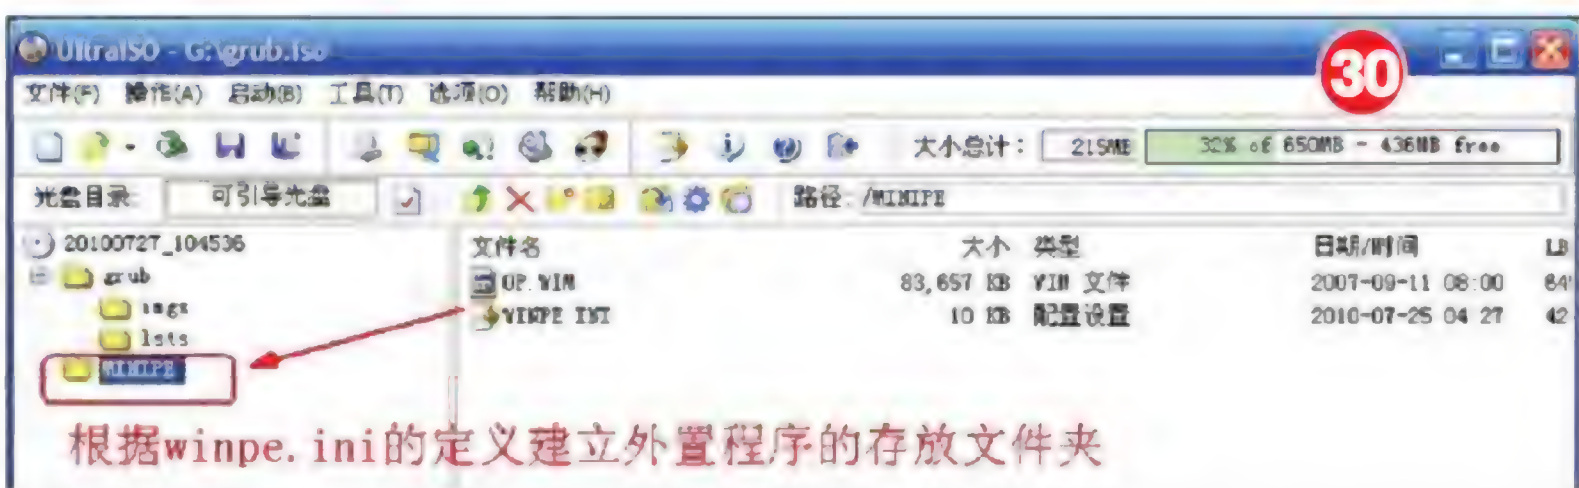 UltraISO - G:\grub.iso
30
文件(F) 操作(A) 启动(B) 工具(T) 选项(O) 帮助(H)
大小总计： 215MB 32% of 650MB - 436MB free
光盘目录: 可引导光盘 路径: /MINIPE
20100727_104536
文件名 大小 类型 日期/时间 LB
grub
OP.WIM 83,657 KB WIM 文件 2007-09-11 08:00 64
imgs
WINPE.INI 10 KB 配置设置 2010-07-25 04:27 42
lsts
MINIPE
根据winpe.ini的定义建立外置程序的存放文件夹